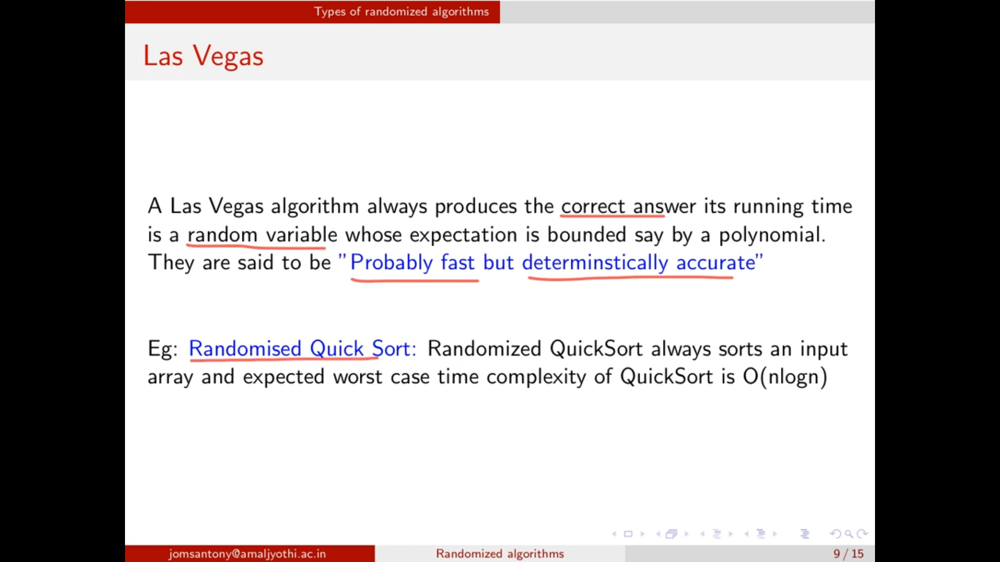 Types of randomized algorithms
Las Vegas
A Las Vegas algorithm always produces the correct answer its running time
is a random variable whose expectation is bounded say by a polynomial.
They are said to be ”Probably fast but determinstically accurate”
Eg: Randomised Quick Sort: Randomized QuickSort always sorts an input
array and expected worst case time complexity of QuickSort is O(nlogn)
jomsantony@amaljyothi.ac.in
Randomized algorithms
9 / 15